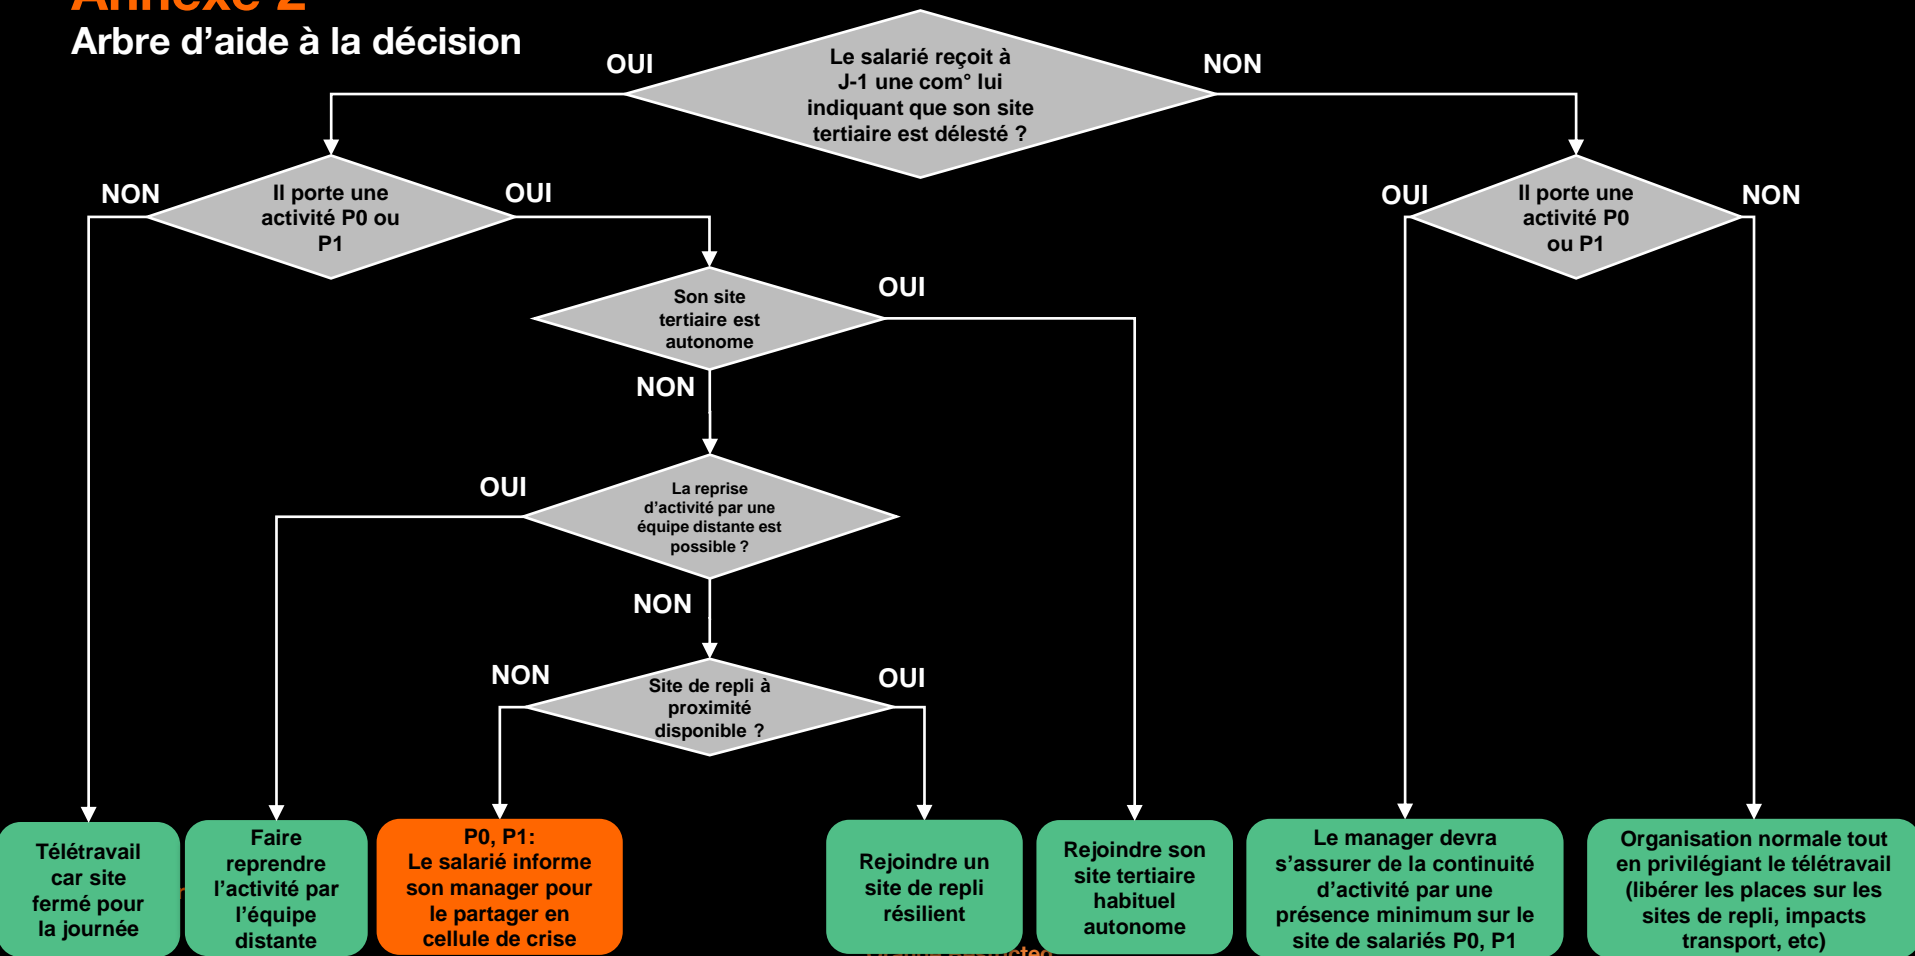 Annexe 2
Arbre d’aide à la décision
OUI
Le salarié reçoit à
J-1 une com° lui
indiquant que son site
tertiaire est délesté ?
NON
NON
Il porte une
activité P0 ou
P1
OUI
OUI
Il porte une
activité P0
ou P1
NON
Son site
tertiaire est
autonome
OUI
NON
OUI
La reprise
d’activité par une
équipe distante est
possible ?
NON
NON
Site de repli à
proximité
disponible ?
OUI
Télétravail
car site
fermé pour
la journée
Faire
reprendre
l’activité par
l’équipe
distante
P0, P1:
Le salarié informe
son manager pour
le partager en
cellule de crise
Rejoindre un
site de repli
résilient
Rejoindre son
site tertiaire
habituel
autonome
Le manager devra
s’assurer de la continuité
d’activité par une
présence minimum sur le
site de salariés P0, P1
Organisation normale tout
en privilégiant le télétravail
(libérer les places sur les
sites de repli, impacts
transport, etc)